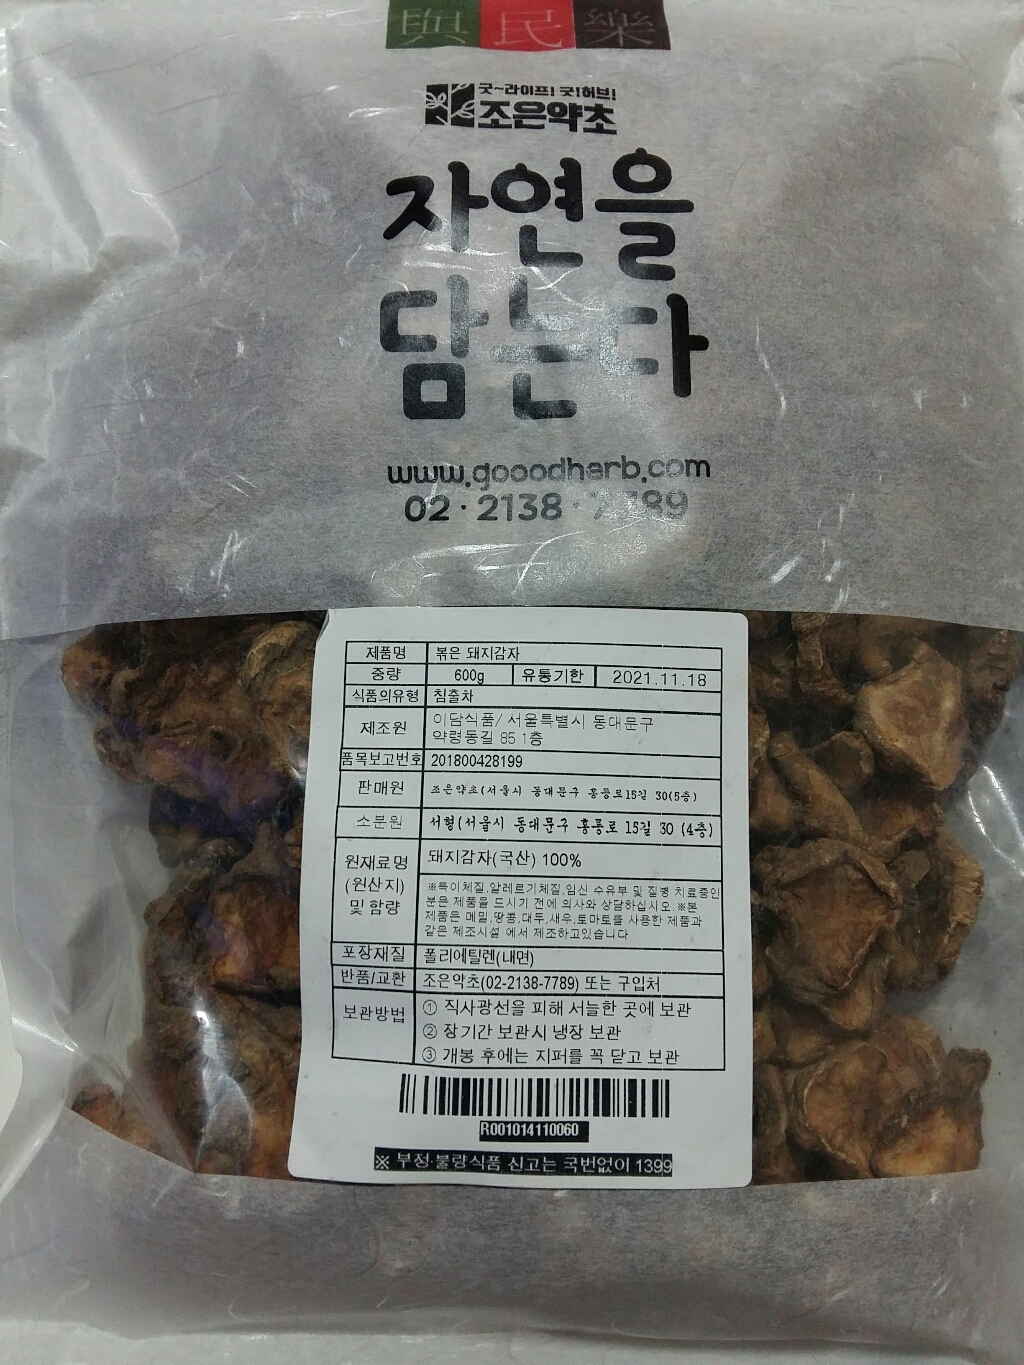 與民樂
굿~라이프! 굿!허브!
조은약초
자연을
담는다
www.gooodherb.com
02·2138·7789
제품명 볶은 돼지감자
중량 600g 유통기한 2021.11.18
식품의유형 침출차
제조원 이담식품/ 서울특별시 동대문구
약령동길 85 1층
품목보고번호 201800428199
판매원 조은약초(서울시 동대문구 홍릉로15길 30(5층)
소분원 서형(서울시 동대문구 홍릉로 15길 30 (4층)
원재료명 (원산지) 및 함량 돼지감자(국산) 100%
※특이체질,알레르기체질,임신 수유부 및 질병 치료중인
분은 제품을 드시기 전에 의사와 상담하십시오.※본
제품은 메밀,땅콩,대두,새우,토마토를 사용한 제품과
같은 제조시설 에서 제조하고있습니다
포장재질 폴리에틸렌(내면)
반품/교환 조은약초(02-2138-7789) 또는 구입처
보관방법 ① 직사광선을 피해 서늘한 곳에 보관
② 장기간 보관시 냉장 보관
③ 개봉 후에는 지퍼를 꼭 닫고 보관
R001014110060
※ 부정·불량식품 신고는 국번없이 1399